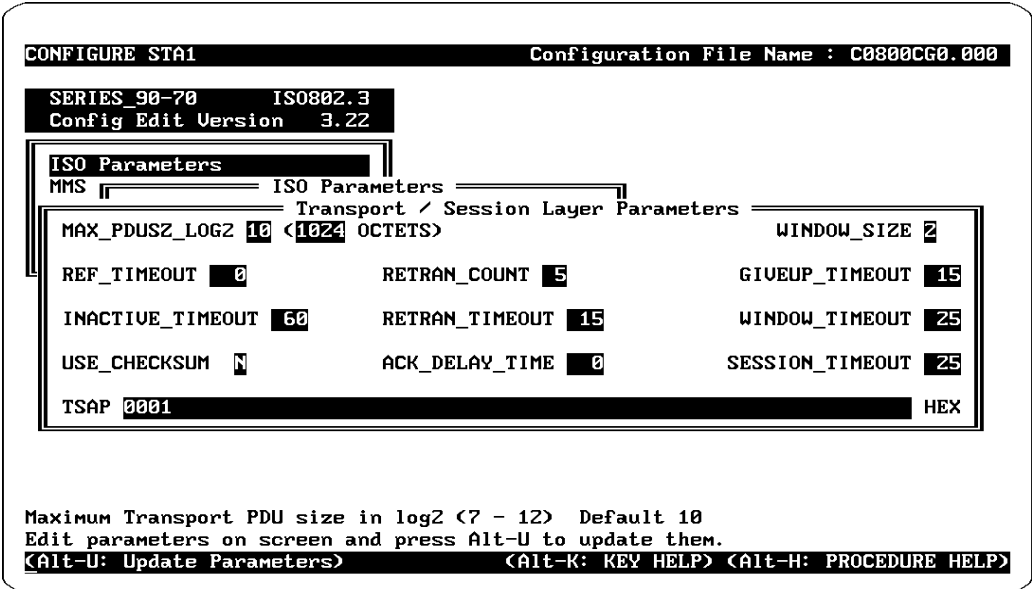 CONFIGURE STA1 Configuration File Name : C0800CG0.000
SERIES_90-70 ISO802.3
Config Edit Version 3.22
ISO Parameters
MMS ISO Parameters
Transport / Session Layer Parameters
MAX_PDUSZ_LOG2 10 (1024 OCTETS) WINDOW_SIZE 2
REF_TIMEOUT 0 RETRAN_COUNT 5 GIVEUP_TIMEOUT 15
INACTIVE_TIMEOUT 60 RETRAN_TIMEOUT 15 WINDOW_TIMEOUT 25
USE_CHECKSUM N ACK_DELAY_TIME 0 SESSION_TIMEOUT 25
TSAP 0001 HEX
Maximum Transport PDU size in log2 (7 - 12) Default 10
Edit parameters on screen and press Alt-U to update them.
(Alt-U: Update Parameters) (Alt-K: KEY HELP) (Alt-H: PROCEDURE HELP)